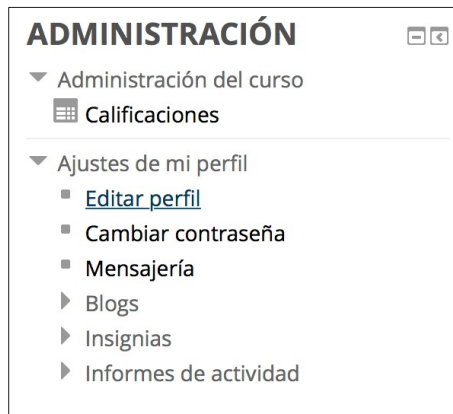 ADMINISTRACIÓN
Administración del curso
Calificaciones
Ajustes de mi perfil
Editar perfil
Cambiar contraseña
Mensajería
Blogs
Insignias
Informes de actividad